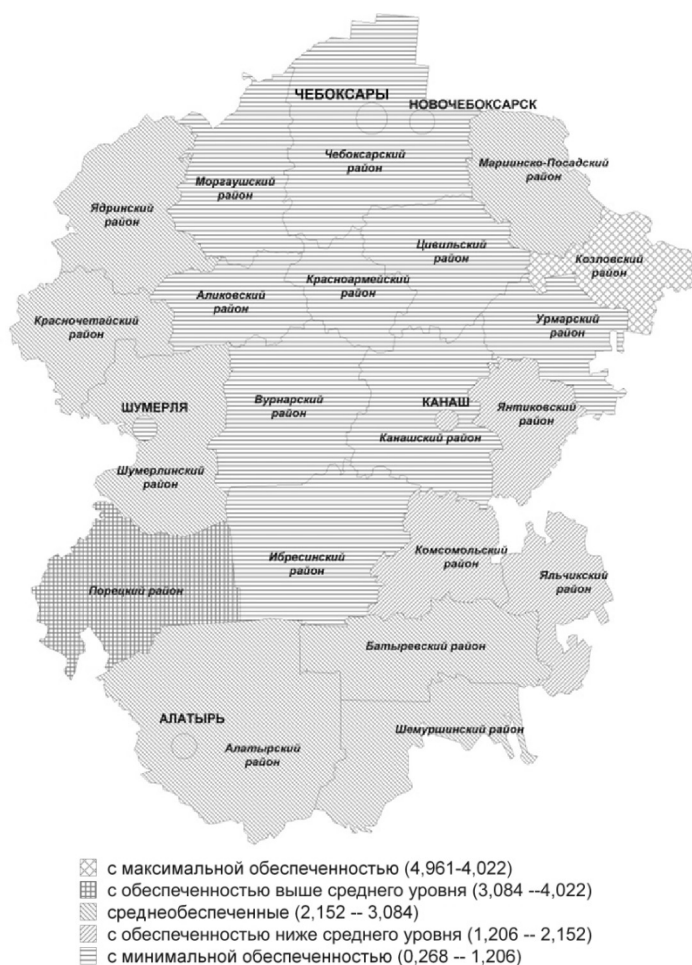 ЧЕБОКСАРЫ
НОВОЧЕБОКСАРСК
Чебоксарский
район
Мариинско-Посадский
район
Моргаушский
район
Ядринский
район
Цивильский
район
Козловский
район
Красноармейский
район
Аликовский
район
Урмарский
район
Красночетайский
район
Вурнарский
район
КАНАШ
Янтиковский
район
ШУМЕРЛЯ
Канашский район
Шумерлинский
район
Комсомольский
район
Ибресинский
район
Яльчикский
район
Порецкий район
Батыревский район
АЛАТЫРЬ
Шемуршинский район
Алатырский
район
с максимальной обеспеченностью (4,961-4,022)
с обеспеченностью выше среднего уровня (3,084 --4,022)
среднеобеспеченные (2,152 -- 3,084)
с обеспеченностью ниже среднего уровня (1,206 -- 2,152)
с минимальной обеспеченностью (0,268 -- 1,206)